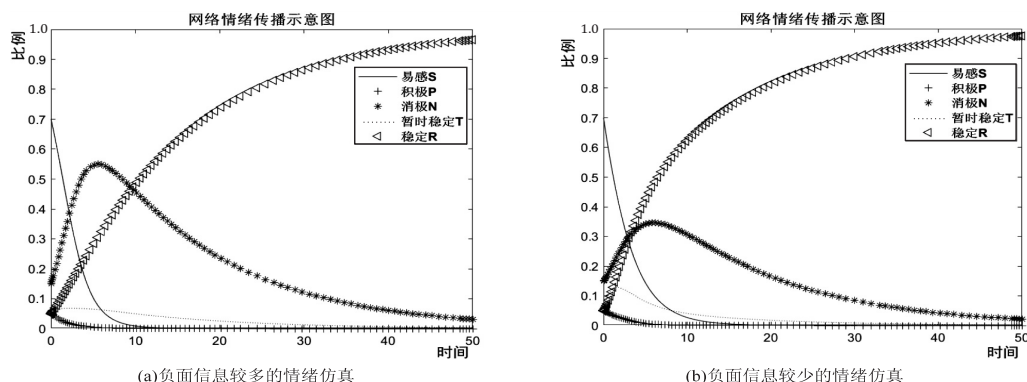 网络情绪传播示意图
比例
1.0
0.9
0.8
0.7
0.6
0.5
0.4
0.3
0.2
0.1
0
0
10
20
30
40
50
时间
易感S
积极P
消极N
暂时稳定T
稳定R
(a)负面信息较多的情绪仿真
网络情绪传播示意图
比例
1.0
0.9
0.8
0.7
0.6
0.5
0.4
0.3
0.2
0.1
0
0
10
20
30
40
50
时间
易感S
积极P
消极N
暂时稳定T
稳定R
(b)负面信息较少的情绪仿真